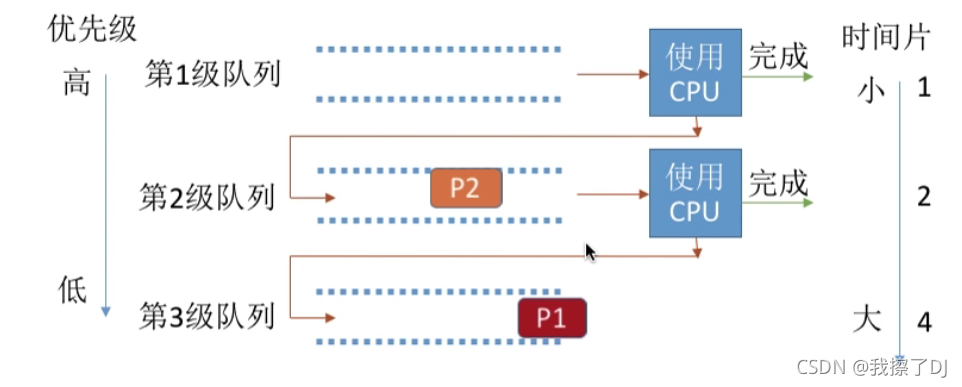 优先级
时间片
高
第1级队列
使用
CPU
完成
小
1
第2级队列
P2
使用
CPU
完成
2
低
第3级队列
P1
大
4
CSDN @我擦了DJ